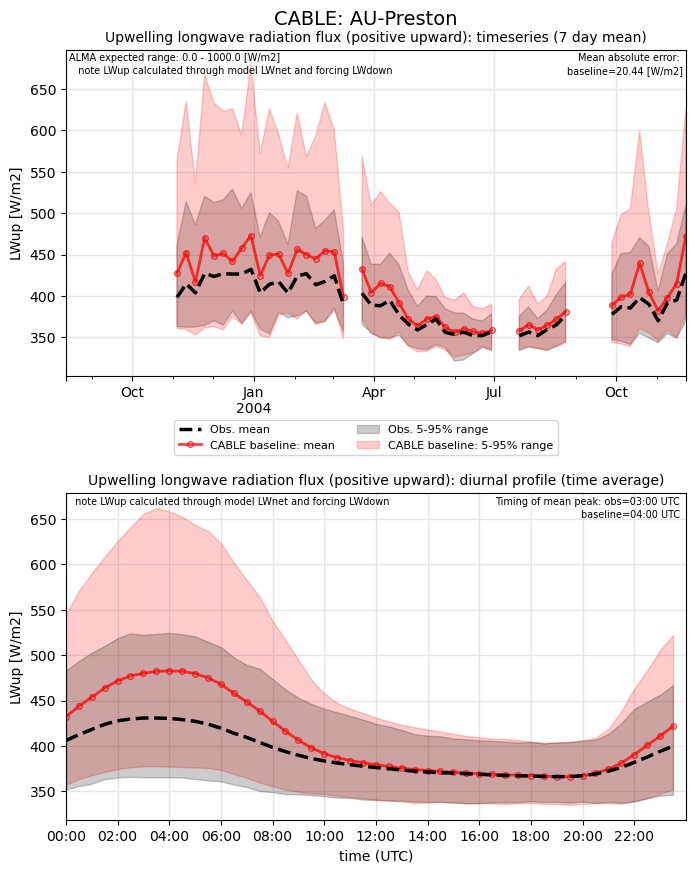 CABLE: AU-Preston
Upwelling longwave radiation flux (positive upward): timeseries (7 day mean)
ALMA expected range: 0.0 - 1000.0 [W/m2]
note LWup calculated through model LWnet and forcing LWdown
Mean absolute error:
baseline=20.44 [W/m2]
LWup [W/m2]
650
600
550
500
450
400
350
Oct
Jan
2004
Apr
Jul
Oct
Obs. mean
CABLE baseline: mean
Obs. 5-95% range
CABLE baseline: 5-95% range
Upwelling longwave radiation flux (positive upward): diurnal profile (time average)
note LWup calculated through model LWnet and forcing LWdown
Timing of mean peak: obs=03:00 UTC
baseline=04:00 UTC
LWup [W/m2]
650
600
550
500
450
400
350
00:00 02:00 04:00 06:00 08:00 10:00 12:00 14:00 16:00 18:00 20:00 22:00
time (UTC)